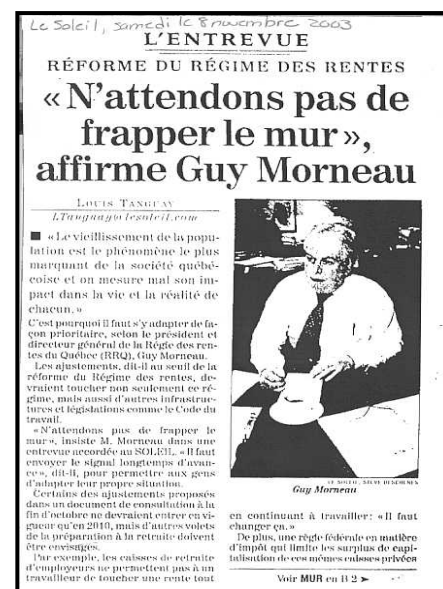 Le Soleil, samedi le 8 novembre 2003
L'ENTREVUE
RÉFORME DU RÉGIME DES RENTES
« N'attendons pas de
frapper le mur »,
affirme Guy Morneau
LOUIS TANGUAY
LTanguay@lesoleil.com
■ « Le vieillissement de la popu-
lation est le phénomène le plus
marquant de la société québé-
coise et on mesure mal son im-
pact dans la vie et la réalité de
chacun. »
C'est pourquoi il faut s'y adapter de fa-
çon prioritaire, selon le président et
directeur général de la Régie des ren-
tes du Québec (RRQ), Guy Morneau.
Les ajustements, dit-il au seuil de la
réforme du Régime des rentes, de-
vraient toucher non seulement ce ré-
gime, mais aussi d'autres infrastruc-
tures et législations comme le Code du
travail.
« N'attendons pas de frapper le
mur », insiste M. Morneau dans une
entrevue accordée au SOLEIL. « Il faut
envoyer le signal longtemps d'avan-
ce », dit-il, pour permettre aux gens
d'adapter leur propre situation.
Certains des ajustements proposés
dans un document de consultation à la
fin d'octobre ne devraient entrer en vi-
gueur qu'en 2010, mais d'autres volets
de la préparation à la retraite doivent
être envisagés.
Par exemple, les caisses de retraite
d'employeurs ne permettent pas à un
travailleur de toucher une rente tout
LE SOLEIL, STEVE DESCHÊNES
Guy Morneau
en continuant à travailler : « Il faut
changer ça. »
De plus, une règle fédérale en matière
d'impôt qui limite les surplus de capi-
talisation de ces mêmes caisses privées
Voir MUR en B 2 ➤